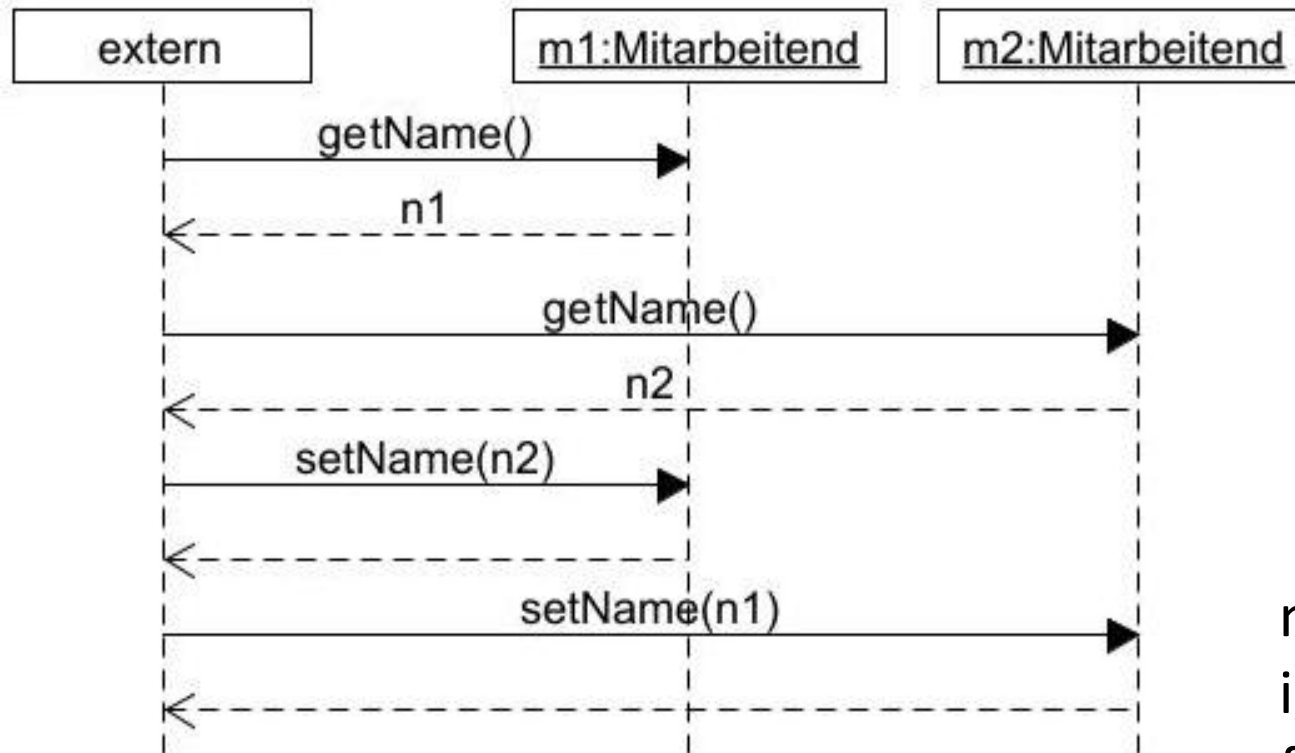 extern
m1:Mitarbeitend
m2:Mitarbeitend
getName()
n1
getName()
n2
setName(n2)
setName(n1)